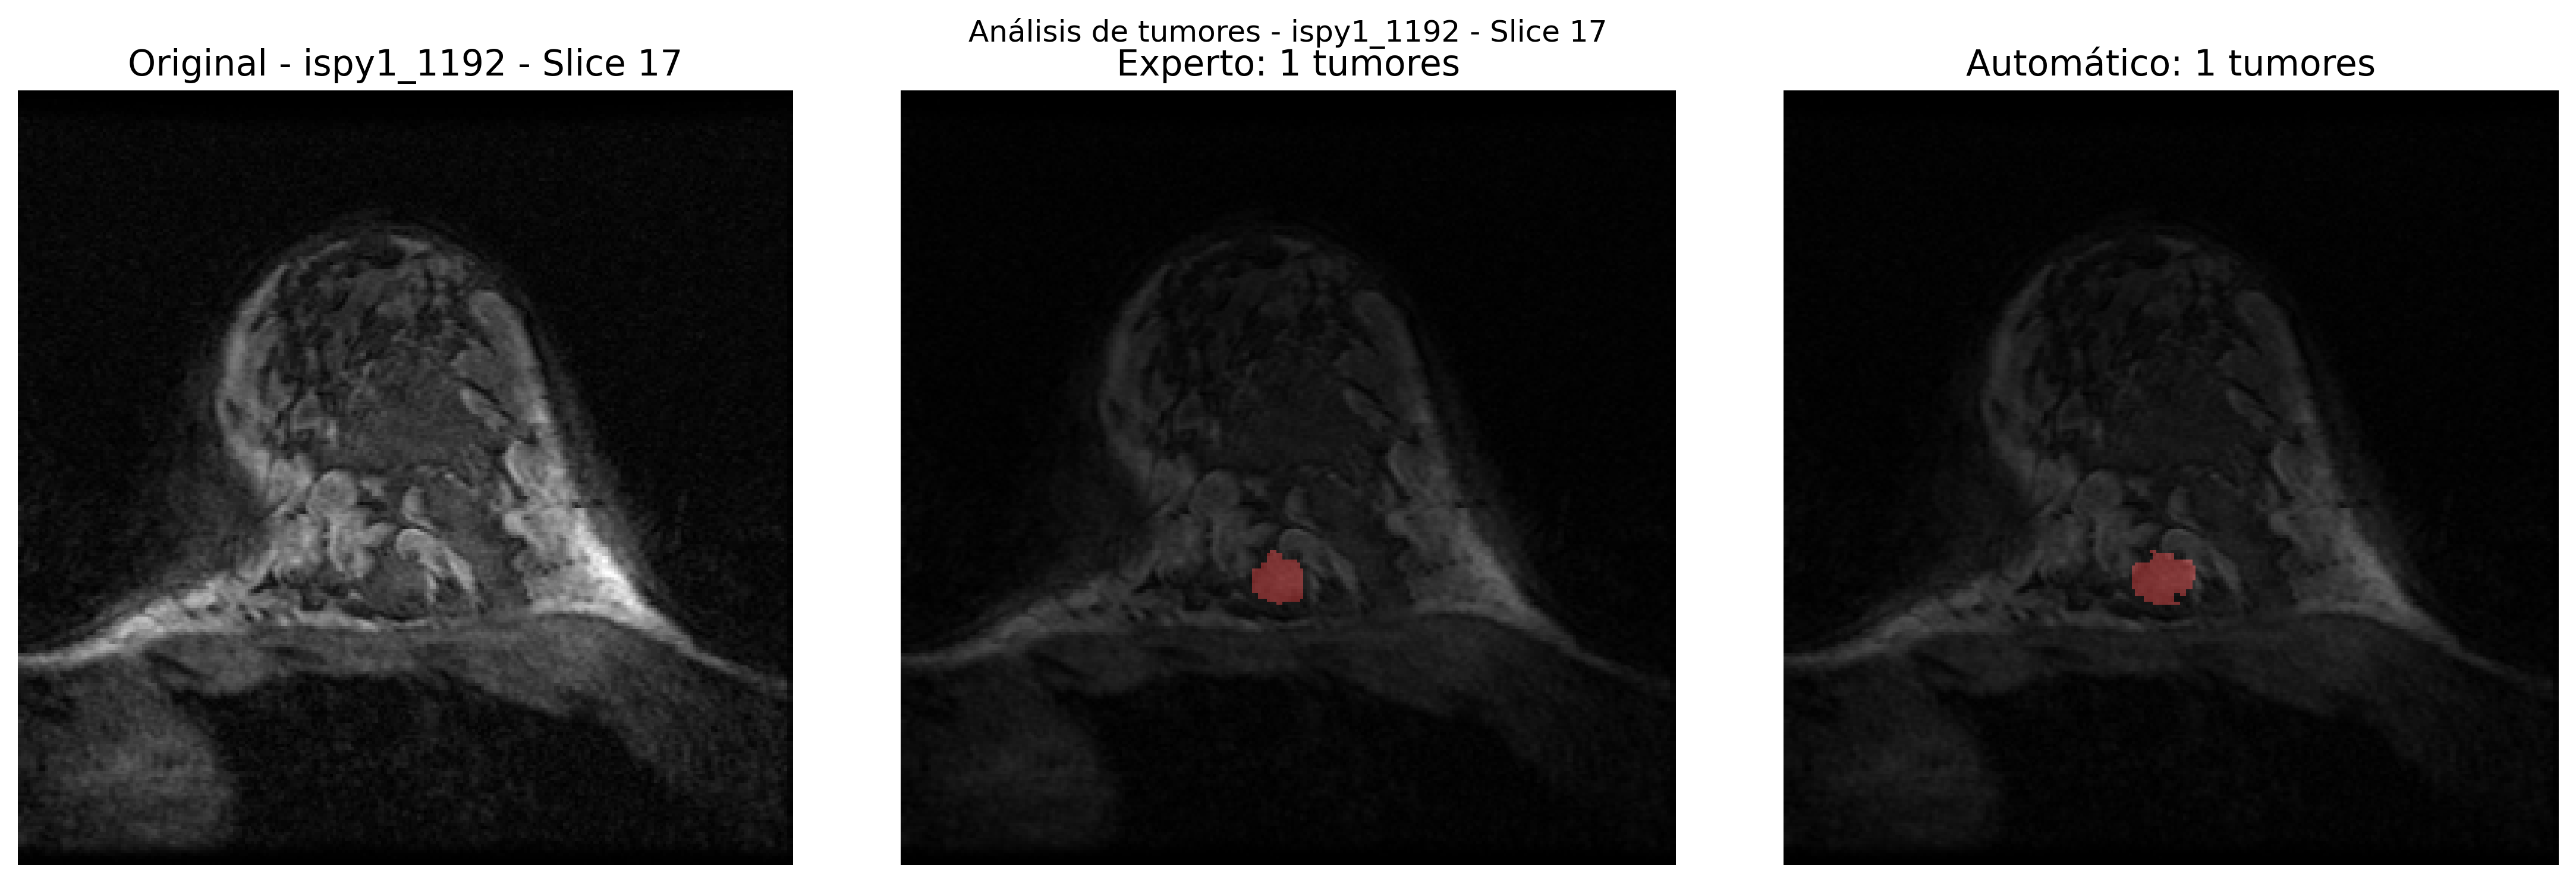 Análisis de tumores - ispy1_1192 - Slice 17
Original - ispy1_1192 - Slice 17
Experto: 1 tumores
Automático: 1 tumores